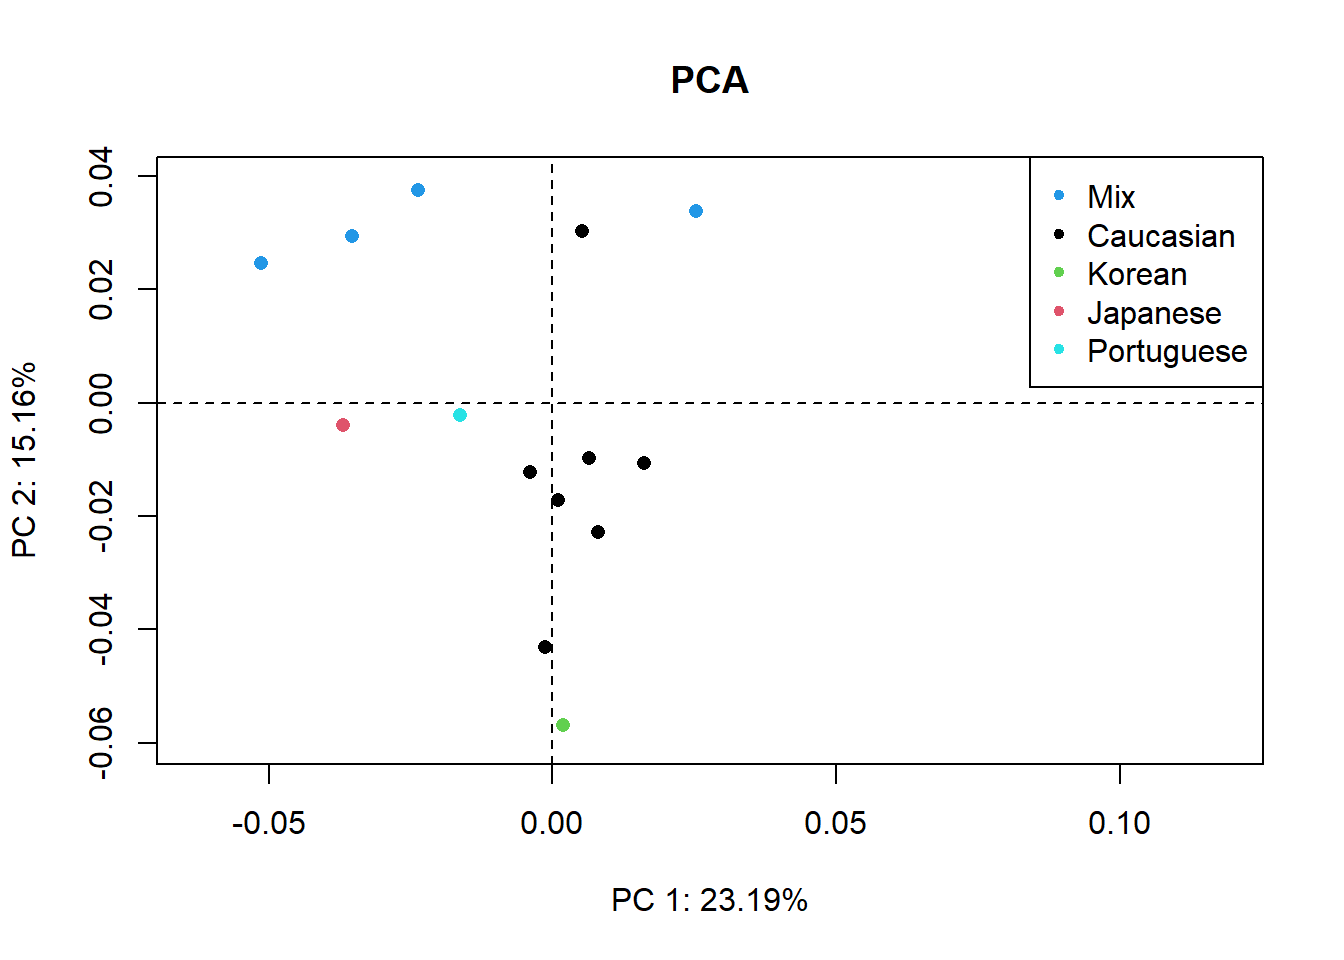 PCA
Mix
Caucasian
Korean
Japanese
Portuguese
0.04
0.02
0.00
-0.02
-0.04
-0.06
PC 2: 15.16%
-0.05
0.00
0.05
0.10
PC 1: 23.19%